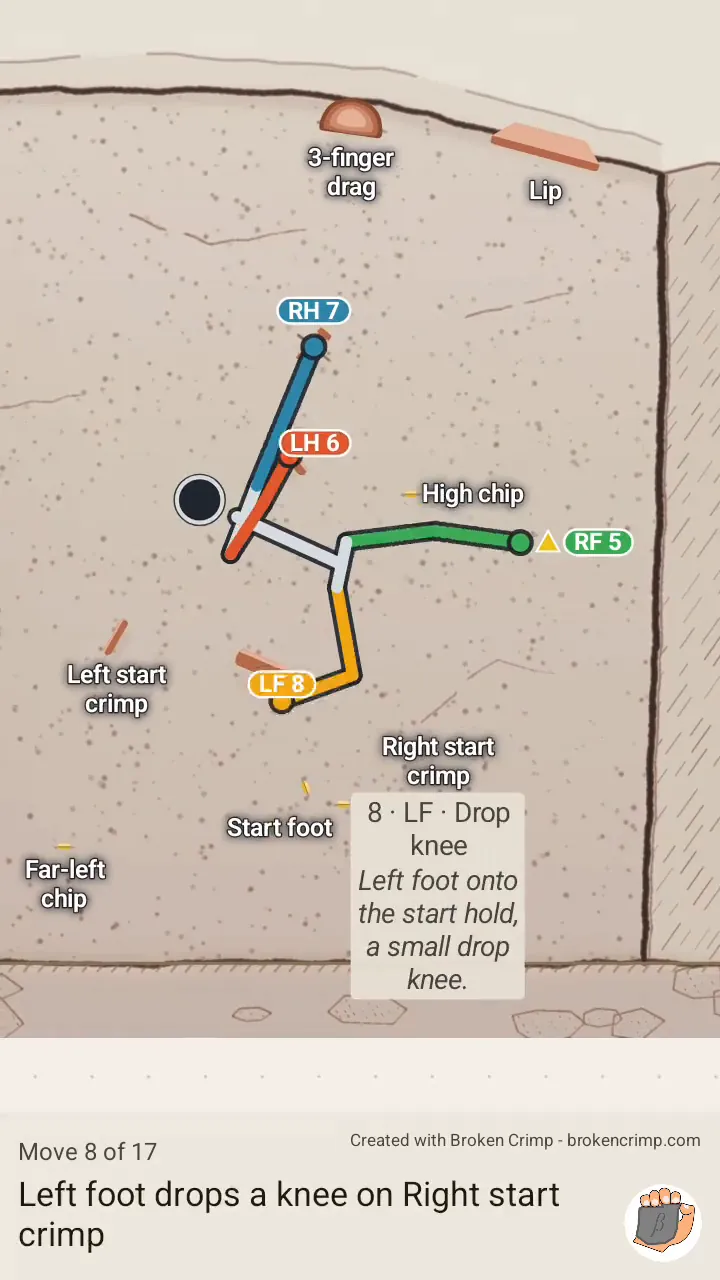 3-finger
drag
Lip
RH 7
LH 6
High chip
RF 5
Left start
crimp
LF 8
Right start
crimp
Start foot
8 · LF · Drop
knee
Left foot onto
the start hold,
a small drop
knee.
Far-left
chip
Move 8 of 17
Created with Broken Crimp - brokencrimp.com
Left foot drops a knee on Right start
crimp
β